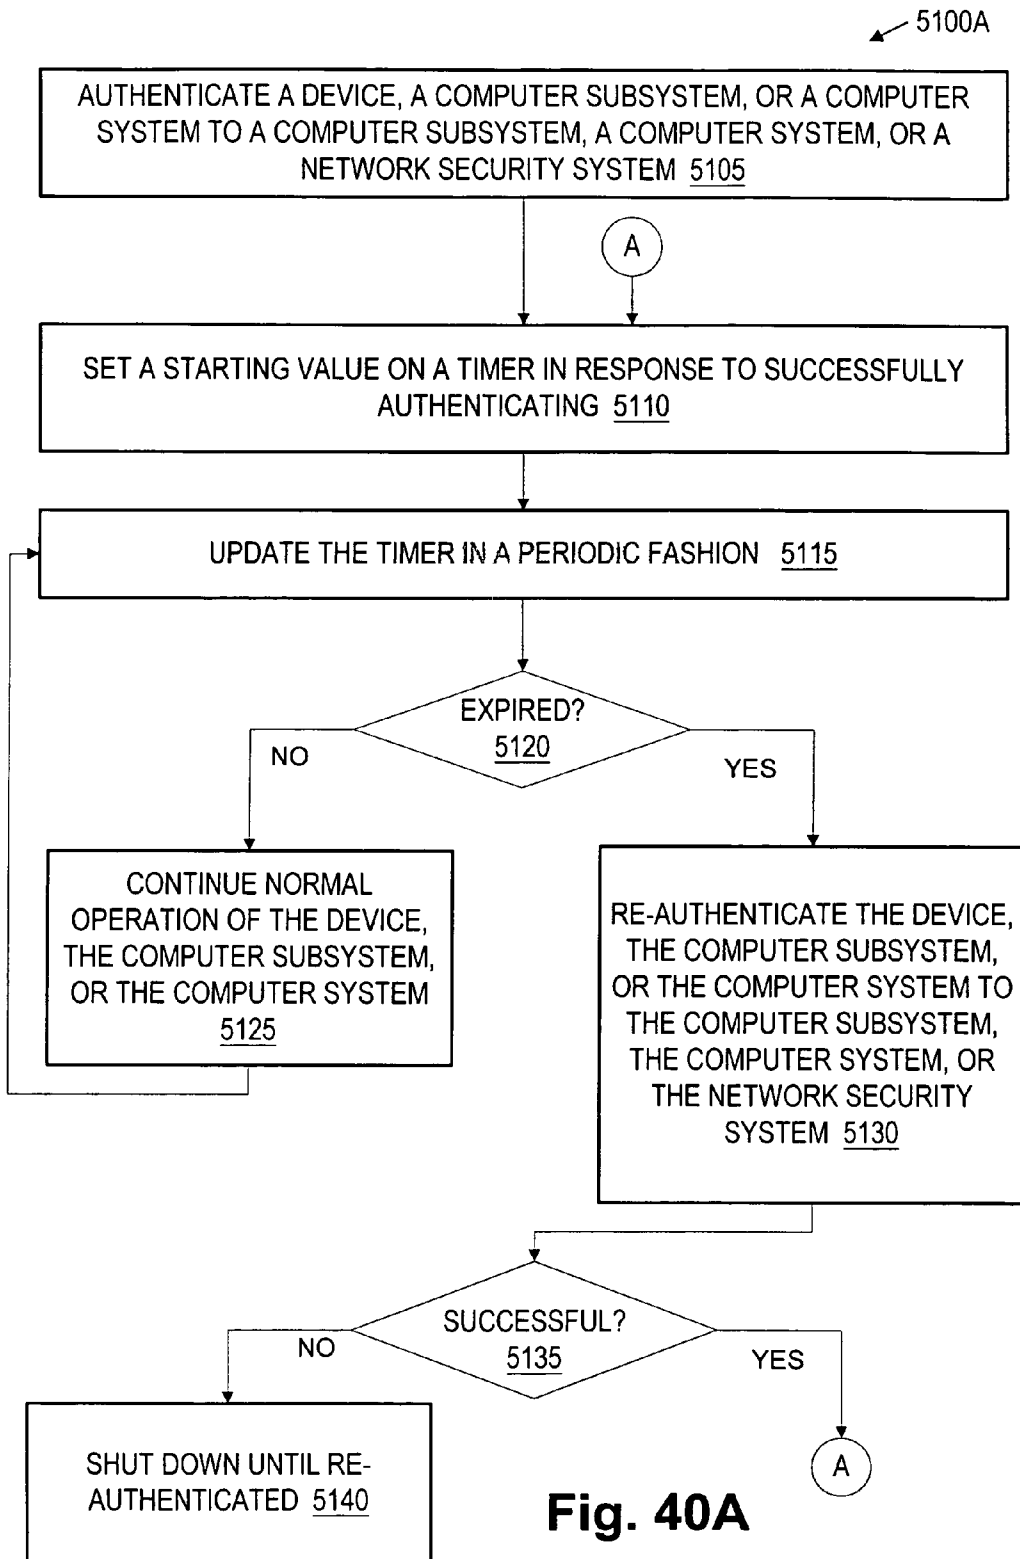 5100A
AUTHENTICATE A DEVICE, A COMPUTER SUBSYSTEM, OR A COMPUTER
SYSTEM TO A COMPUTER SUBSYSTEM, A COMPUTER SYSTEM, OR A
NETWORK SECURITY SYSTEM 5105
A
SET A STARTING VALUE ON A TIMER IN RESPONSE TO SUCCESSFULLY
AUTHENTICATING 5110
UPDATE THE TIMER IN A PERIODIC FASHION 5115
EXPIRED?
5120
NO
YES
CONTINUE NORMAL
OPERATION OF THE DEVICE,
THE COMPUTER SUBSYSTEM,
OR THE COMPUTER SYSTEM
5125
RE-AUTHENTICATE THE DEVICE,
THE COMPUTER SUBSYSTEM,
OR THE COMPUTER SYSTEM TO
THE COMPUTER SUBSYSTEM,
THE COMPUTER SYSTEM, OR
THE NETWORK SECURITY
SYSTEM 5130
SUCCESSFUL?
5135
NO
YES
SHUT DOWN UNTIL RE-
AUTHENTICATED 5140
A
Fig. 40A